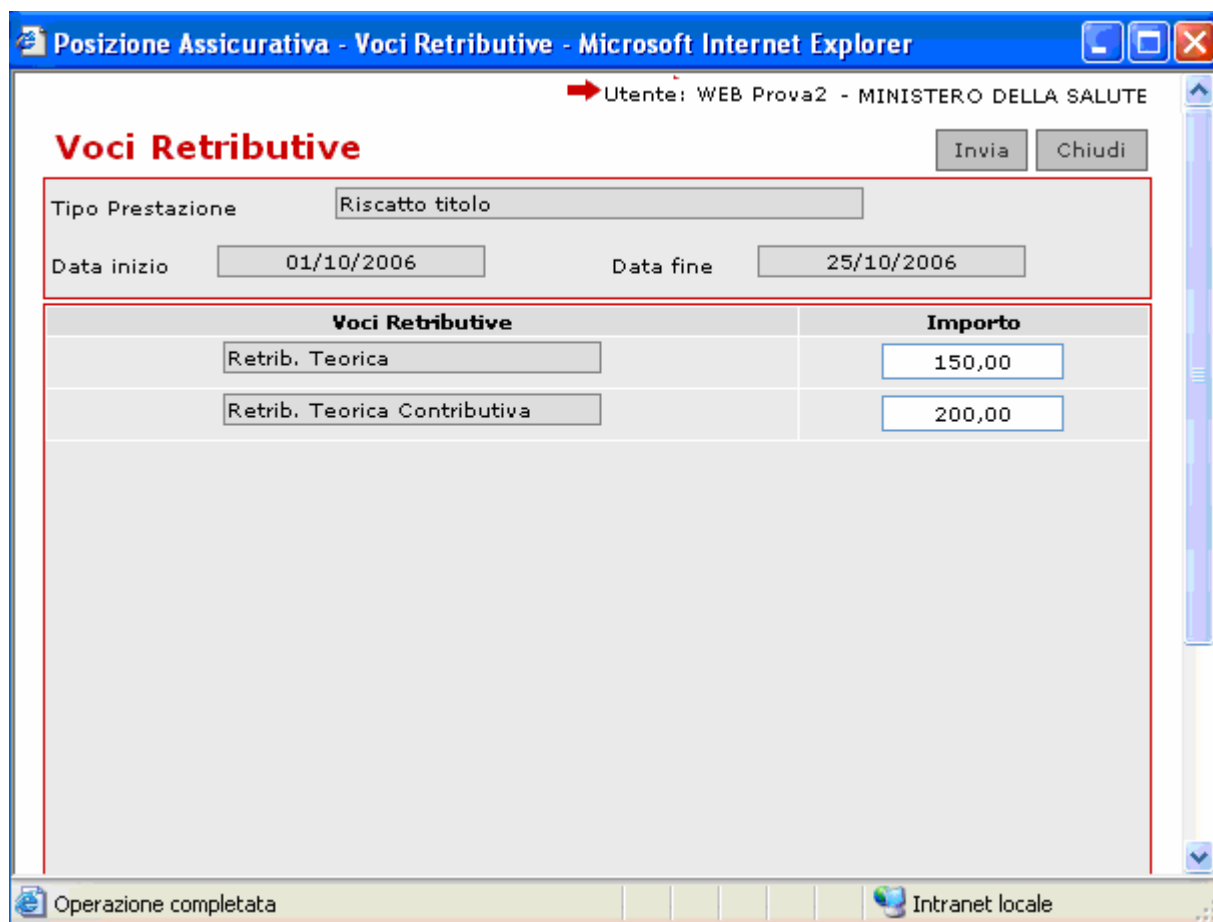 Posizione Assicurativa - Voci Retributive - Microsoft Internet Explorer
Utente: WEB Prova2 - MINISTERO DELLA SALUTE
Voci Retributive Invia Chiudi
Tipo Prestazione Riscatto titolo
Data inizio 01/10/2006 Data fine 25/10/2006
Voci Retributive Importo
Retrib. Teorica 150,00
Retrib. Teorica Contributiva 200,00
Operazione completata Intranet locale